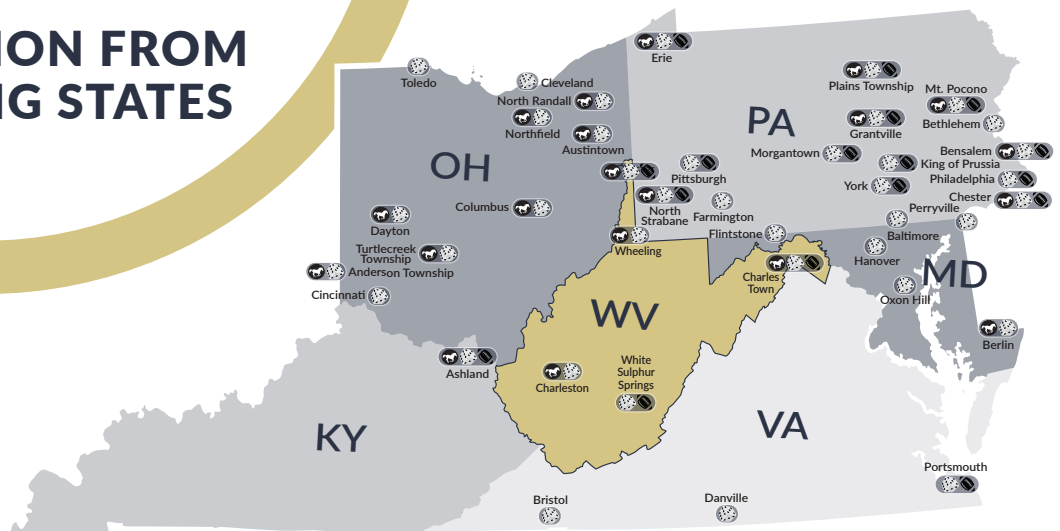 ION FROM
NG STATES
Erie
Toledo
Cleveland
North Randall
Northfield
Austintown
Plains Township
Mt. Pocono
Grantville
Bethlehem
PA
Morgantown
Bensalem
King of Prussia
OH
Pittsburgh
York
Philadelphia
Chester
Columbus
North
Strabane
Farmington
Perryville
Dayton
Flintstone
Baltimore
Wheeling
Turtlecreek
Township
Anderson Township
Hanover
Charles
Town
MD
Cincinnati
Oxon Hill
WV
Berlin
Ashland
Charleston
White
Sulphur
Springs
KY
VA
Portsmouth
Bristol
Danville